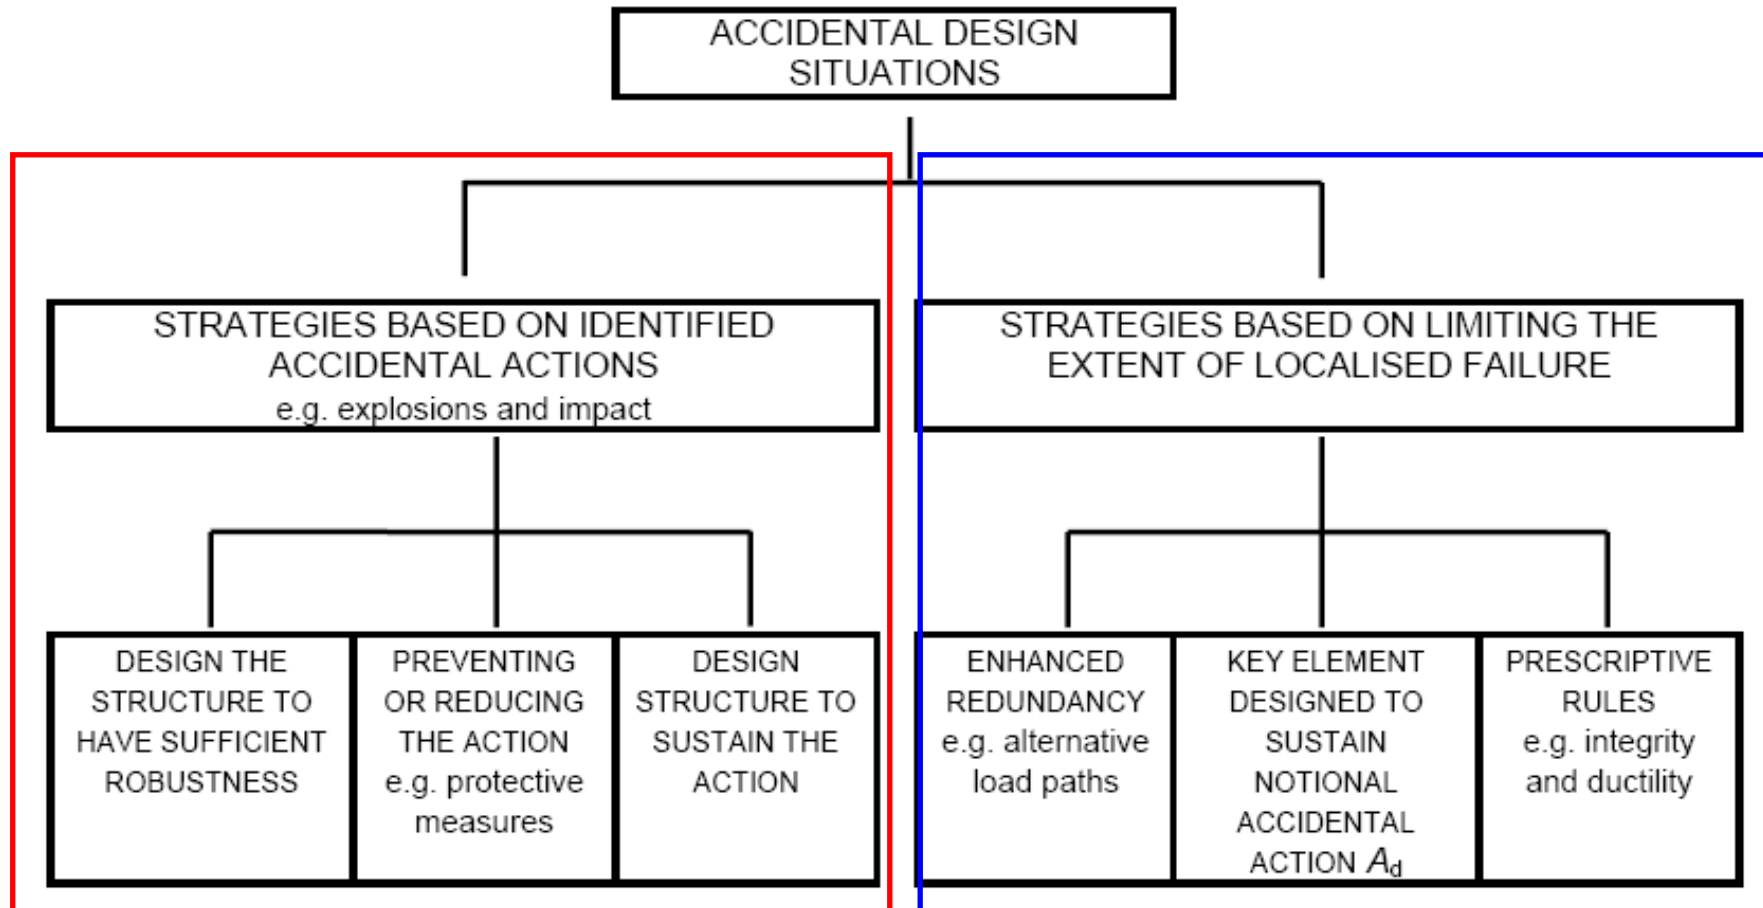 ACCIDENTAL DESIGN
SITUATIONS
STRATEGIES BASED ON IDENTIFIED
ACCIDENTAL ACTIONS
e.g. explosions and impact
STRATEGIES BASED ON LIMITING THE
EXTENT OF LOCALISED FAILURE
DESIGN THE
STRUCTURE TO
HAVE SUFFICIENT
ROBUSTNESS
PREVENTING
OR REDUCING
THE ACTION
e.g. protective
measures
DESIGN
STRUCTURE TO
SUSTAIN THE
ACTION
ENHANCED
REDUNDANCY
e.g. alternative
load paths
KEY ELEMENT
DESIGNED TO
SUSTAIN
NOTIONAL
ACCIDENTAL
ACTION Ad
PRESCRIPTIVE
RULES
e.g. integrity
and ductility